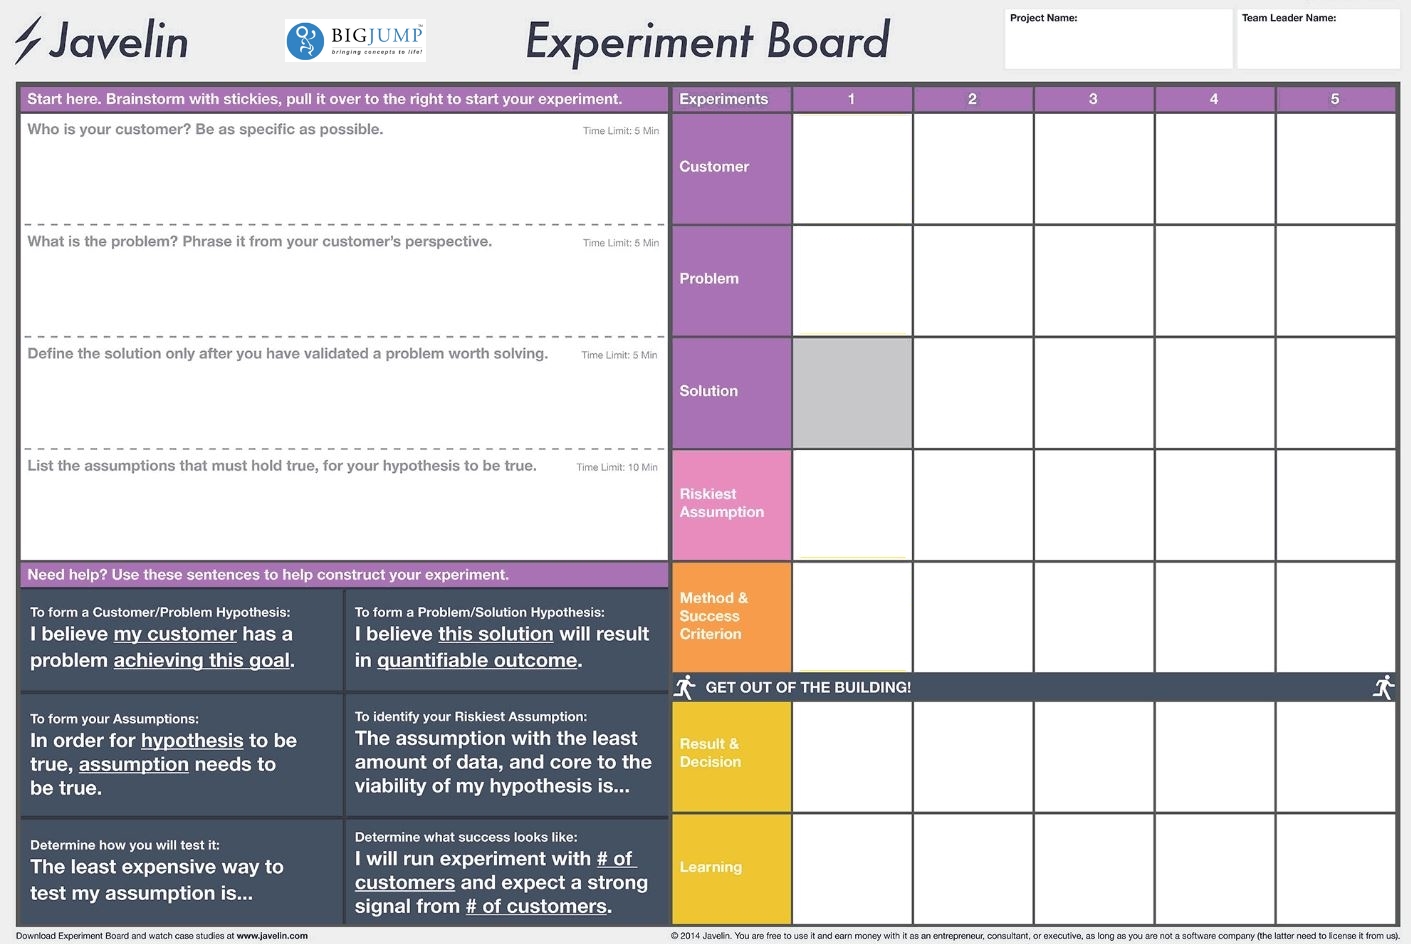 Javelin
BIGJUMP
bringing concepts to life!
Experiment Board
Project Name:
Team Leader Name:
Start here. Brainstorm with stickies, pull it over to the right to start your experiment.
Who is your customer? Be as specific as possible.
Time Limit: 5 Min
What is the problem? Phrase it from your customer's perspective.
Time Limit: 5 Min
Define the solution only after you have validated a problem worth solving.
Time Limit: 5 Min
List the assumptions that must hold true, for your hypothesis to be true.
Time Limit: 10 Min
Need help? Use these sentences to help construct your experiment.
To form a Customer/Problem Hypothesis:
I believe my customer has a
problem achieving this goal.
To form a Problem/Solution Hypothesis:
I believe this solution will result
in quantifiable outcome.
To form your Assumptions:
In order for hypothesis to be
true, assumption needs to
be true.
To identify your Riskiest Assumption:
The assumption with the least
amount of data, and core to the
viability of my hypothesis is...
Determine how you will test it:
The least expensive way to
test my assumption is...
Determine what success looks like:
I will run experiment with # of
customers and expect a strong
signal from # of customers.
Experiments 1 2 3 4 5
Customer
Problem
Solution
Riskiest
Assumption
Method &
Success
Criterion
GET OUT OF THE BUILDING!
Result &
Decision
Learning
Download Experiment Board and watch case studies at www.javelin.com
© 2014 Javelin. You are free to use it and earn money with it as an entrepreneur, consultant, or executive, as long as you are not a software company (the latter need to license it from us).